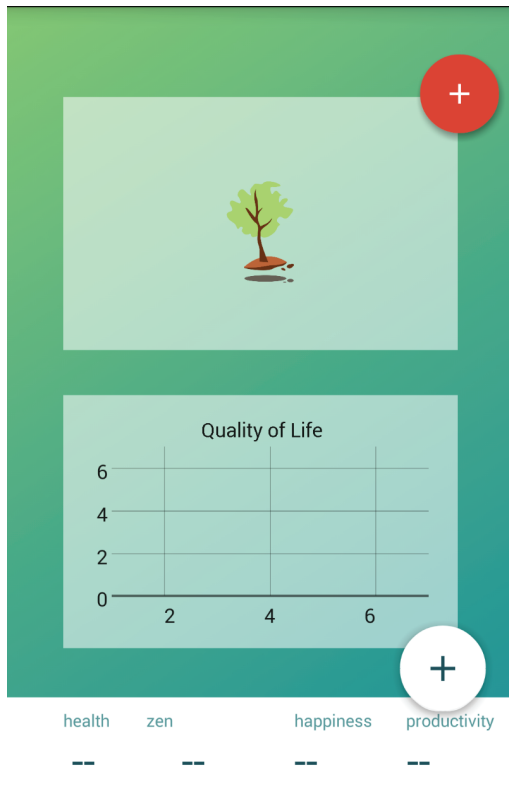 +
Quality of Life
6
4
2
0
2 4 6
+
health zen happiness productivity
-- -- -- --